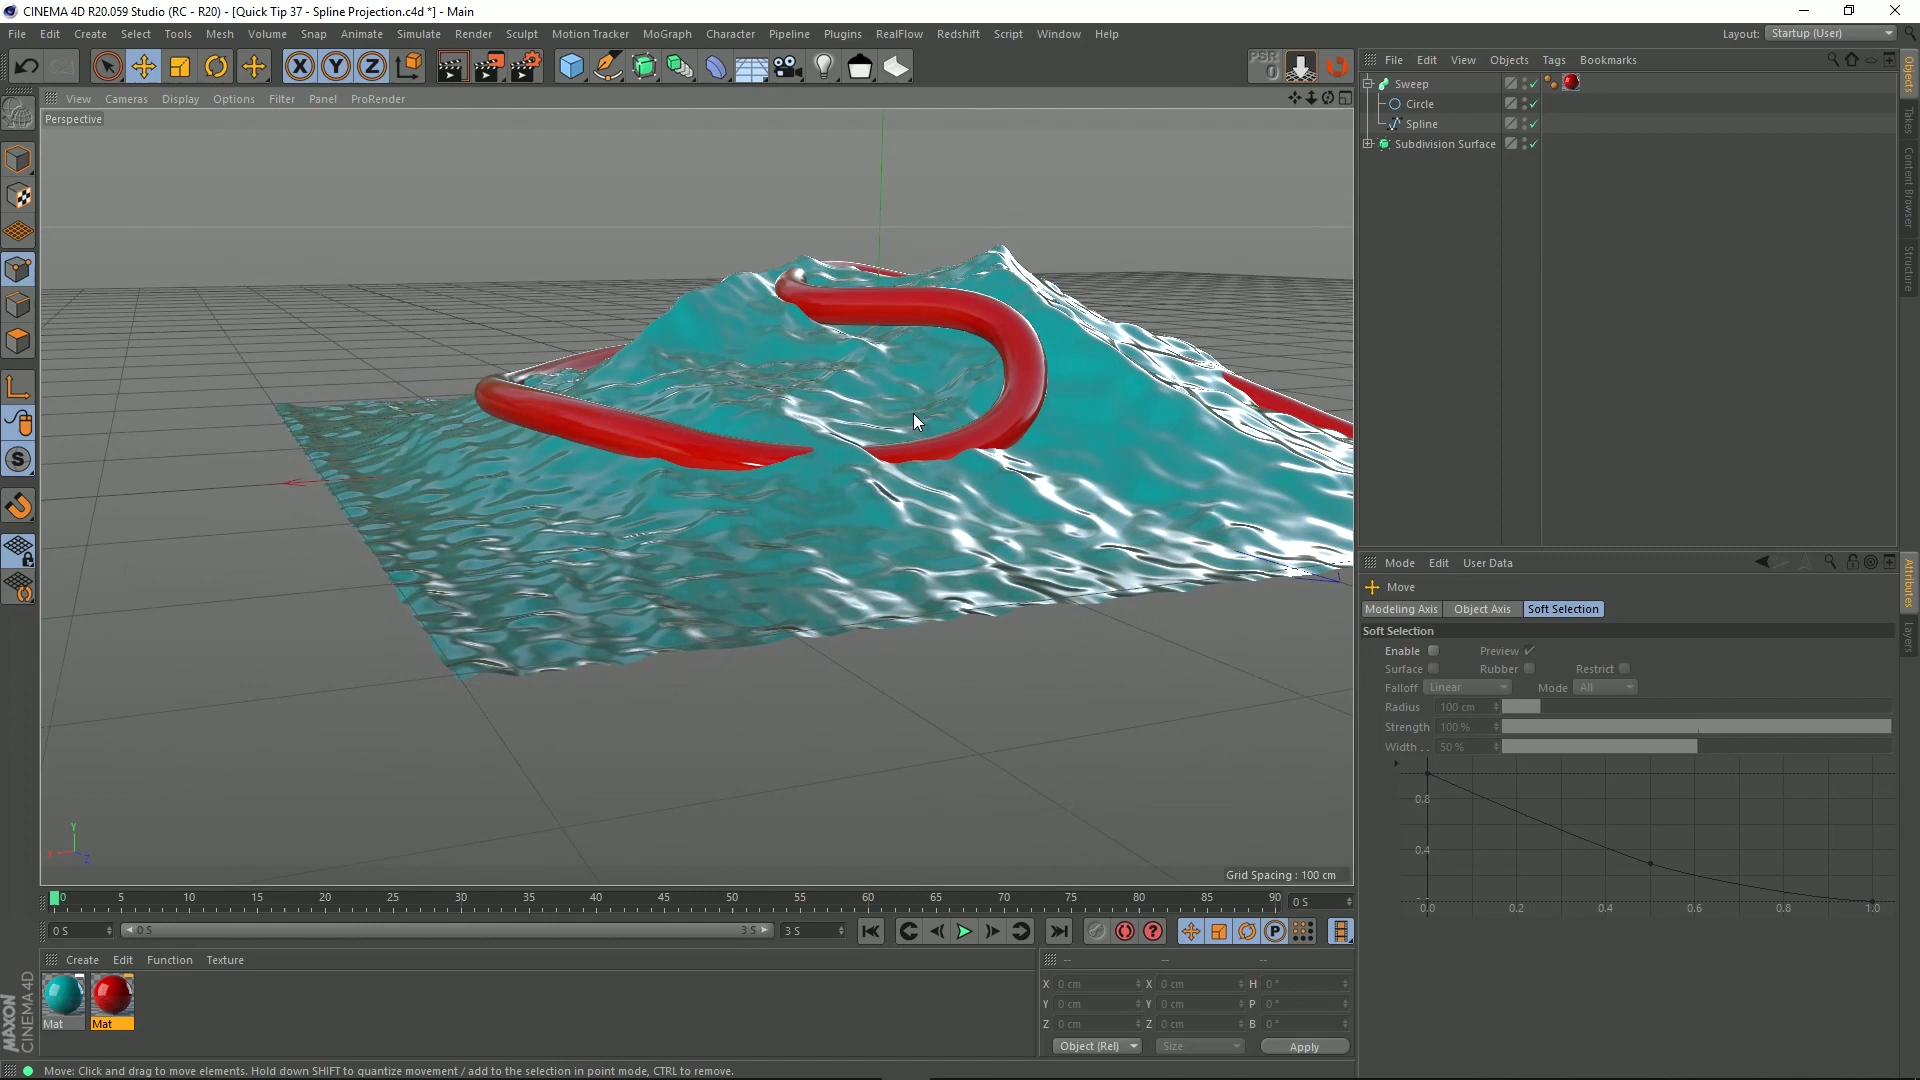 CINEMA 4D R20.059 Studio (RC - R20) - [Quick Tip 37 - Spline Projection.c4d *] - Main
File Edit Create Select Tools Mesh Volume Snap Animate Simulate Render Sculpt Motion Tracker MoGraph Character Pipeline Plugins RealFlow Redshift Script Window Help Layout: Startup (User)
X Y Z PSR 0
File Edit View Objects Tags Bookmarks
View Cameras Display Options Filter Panel ProRender
Perspective
Sweep
Circle
Spline
Subdivision Surface
Objects
Takes
Content Browser
Structure
S
Mode Edit User Data
Move
Modeling Axis Object Axis Soft Selection
Soft Selection
Enable Preview
Surface Rubber Restrict
Falloff Linear Mode All
Radius 100 cm
Strength 100 %
Width . . 50 %
0.8
0.4
0.0 0.2 0.4 0.6 0.8 1.0
Attributes
Layers
Y
X Z
Grid Spacing : 100 cm
0 5 10 15 20 25 30 35 40 45 50 55 60 65 70 75 80 85 90 0 S
0 S 0 S 3 S 3 S P
Create Edit Function Texture
-- -- --
X 0 cm X 0 cm H 0 °
Y 0 cm Y 0 cm P 0 °
Z 0 cm Z 0 cm B 0 °
Object (Rel) Size Apply
Mat Mat
MAXON
CINEMA 4D
Move: Click and drag to move elements. Hold down SHIFT to quantize movement / add to the selection in point mode, CTRL to remove.